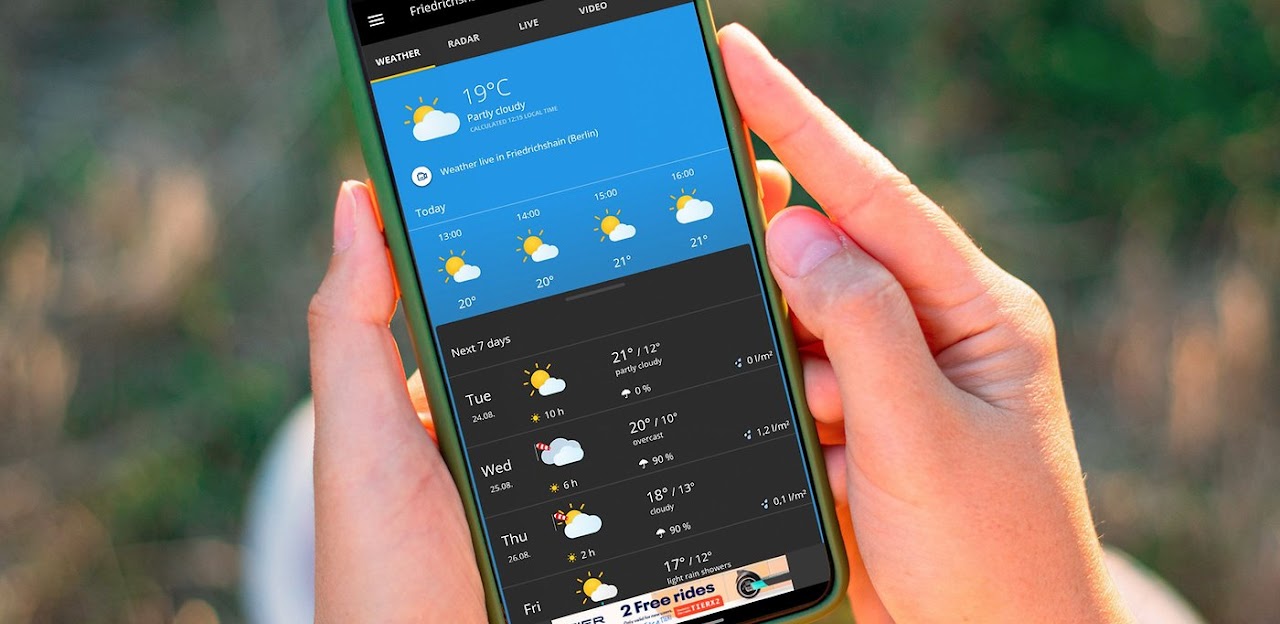 Friedrichsha
WEATHER RADAR LIVE VIDEO
19°C
Partly cloudy
CALCULATED 12:19 LOCAL TIME
Weather live in Friedrichshain (Berlin)
Today
13:00 14:00 15:00 16:00
20° 20° 21° 21°
Next 7 days
Tue 21° / 12°
partly cloudy
24.08. 10 h 0 % 0 l/m²
Wed 20° / 10°
overcast
25.08. 6 h 90 % 1,2 l/m²
Thu 18° / 13°
cloudy
26.08. 2 h 90 % 0,1 l/m²
Fri 17° / 12°
light rain showers
2 Free rides
TIERX2